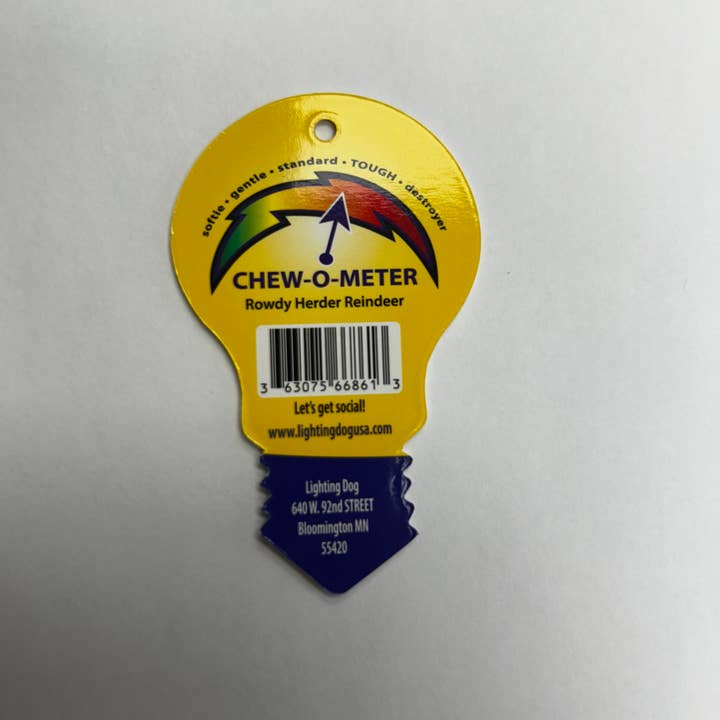 softie • gentle • standard • TOUGH • destroyer
CHEW-O-METER
Rowdy Herder Reindeer
3 63075 66861 3
Let's get social!
www.lightingdogusa.com
Lighting Dog
640 W. 92nd STREET
Bloomington MN
55420